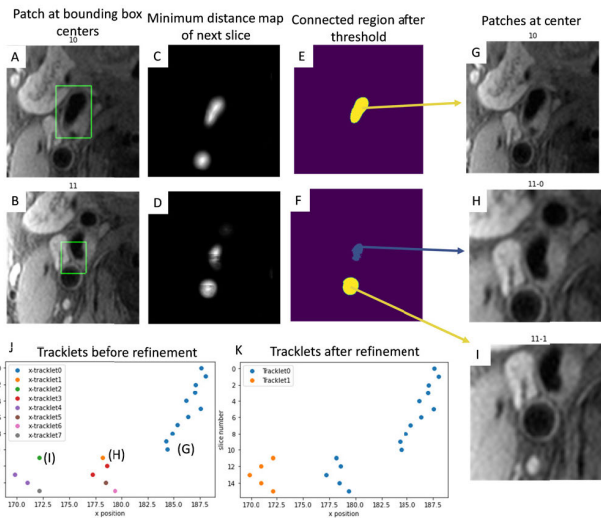 Patch at bounding box
centers
Minimum distance map
of next slice
Connected region after
threshold
Patches at center
10
10
A
C
E
G
11
11-0
B
D
F
H
11-1
I
J
Tracklets before refinement
x-tracklet0
x-tracklet1
x-tracklet2
x-tracklet3
x-tracklet4
x-tracklet5
x-tracklet6
x-tracklet7
(I)
(H)
(G)
170.0 172.5 175.0 177.5 180.0 182.5 185.0 187.5
x position
K
Tracklets after refinement
Tracklet0
Tracklet1
slice number
0
2
4
6
8
10
12
14
170.0 172.5 175.0 177.5 180.0 182.5 185.0 187.5
x position